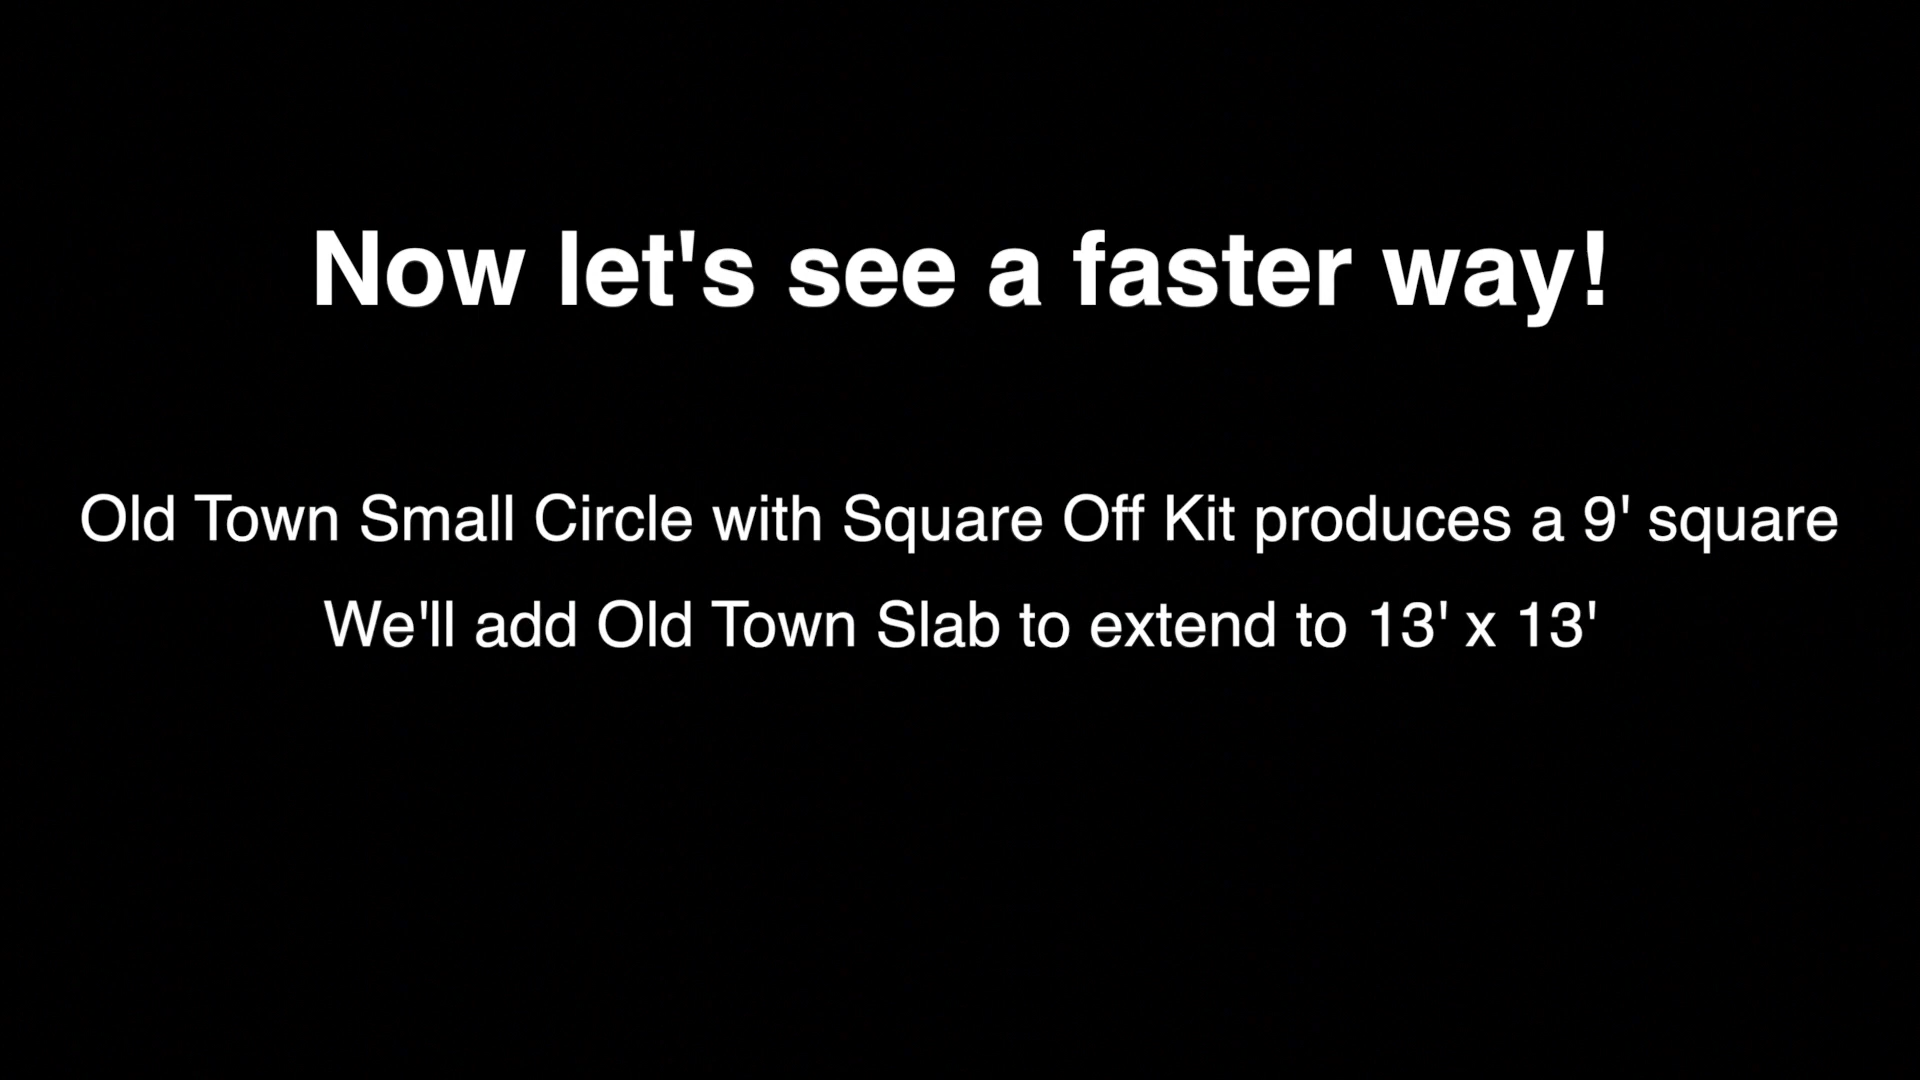 Now let's see a faster way!
Old Town Small Circle with Square Off Kit produces a 9' square
We'll add Old Town Slab to extend to 13' x 13'